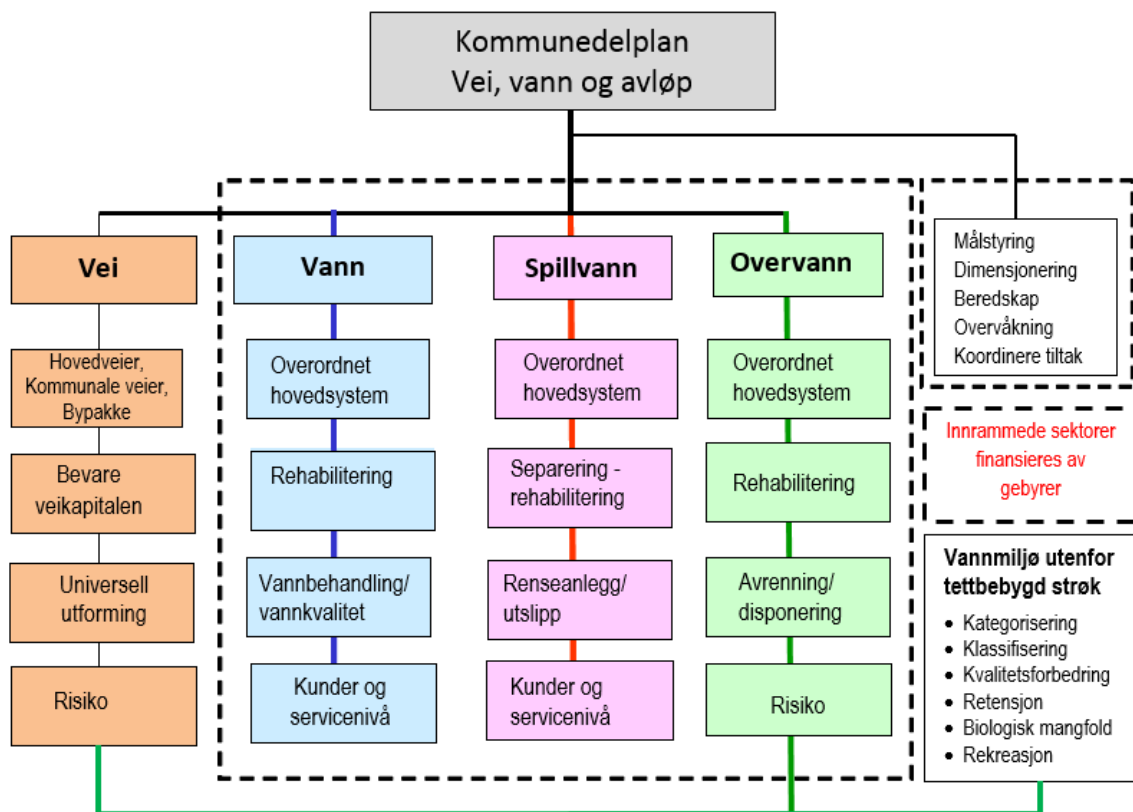 Kommunedelplan
Vei, vann og avløp
Vei
Vann
Spillvann
Overvann
Målstyring
Dimensjonering
Beredskap
Overvåkning
Koordinere tiltak
Hovedveier,
Kommunale veier,
Bypakke
Overordnet
hovedsystem
Overordnet
hovedsystem
Overordnet
hovedsystem
Innrammede sektorer
finansieres av
gebyrer
Bevare
veikapitalen
Rehabilitering
Separering -
rehabilitering
Rehabilitering
Universell
utforming
Vannbehandling/
vannkvalitet
Renseanlegg/
utslipp
Avrenning/
disponering
Vannmiljø utenfor
tettbebygd strøk
• Kategorisering
• Klassifisering
• Kvalitetsforbedring
• Retensjon
• Biologisk mangfold
• Rekreasjon
Risiko
Kunder og
servicenivå
Kunder og
servicenivå
Risiko